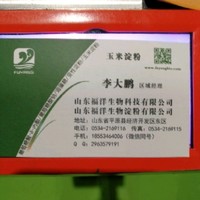 玉米淀粉
李大鹏 区域经理
山东福洋生物科技有限公司
山东福洋生物淀粉有限公司
地址：山东省平原县经济开发区东区
电话：0534-2169116 传真：0534-2169115
手机：18553464006（微信同号）
QQ：2963579191